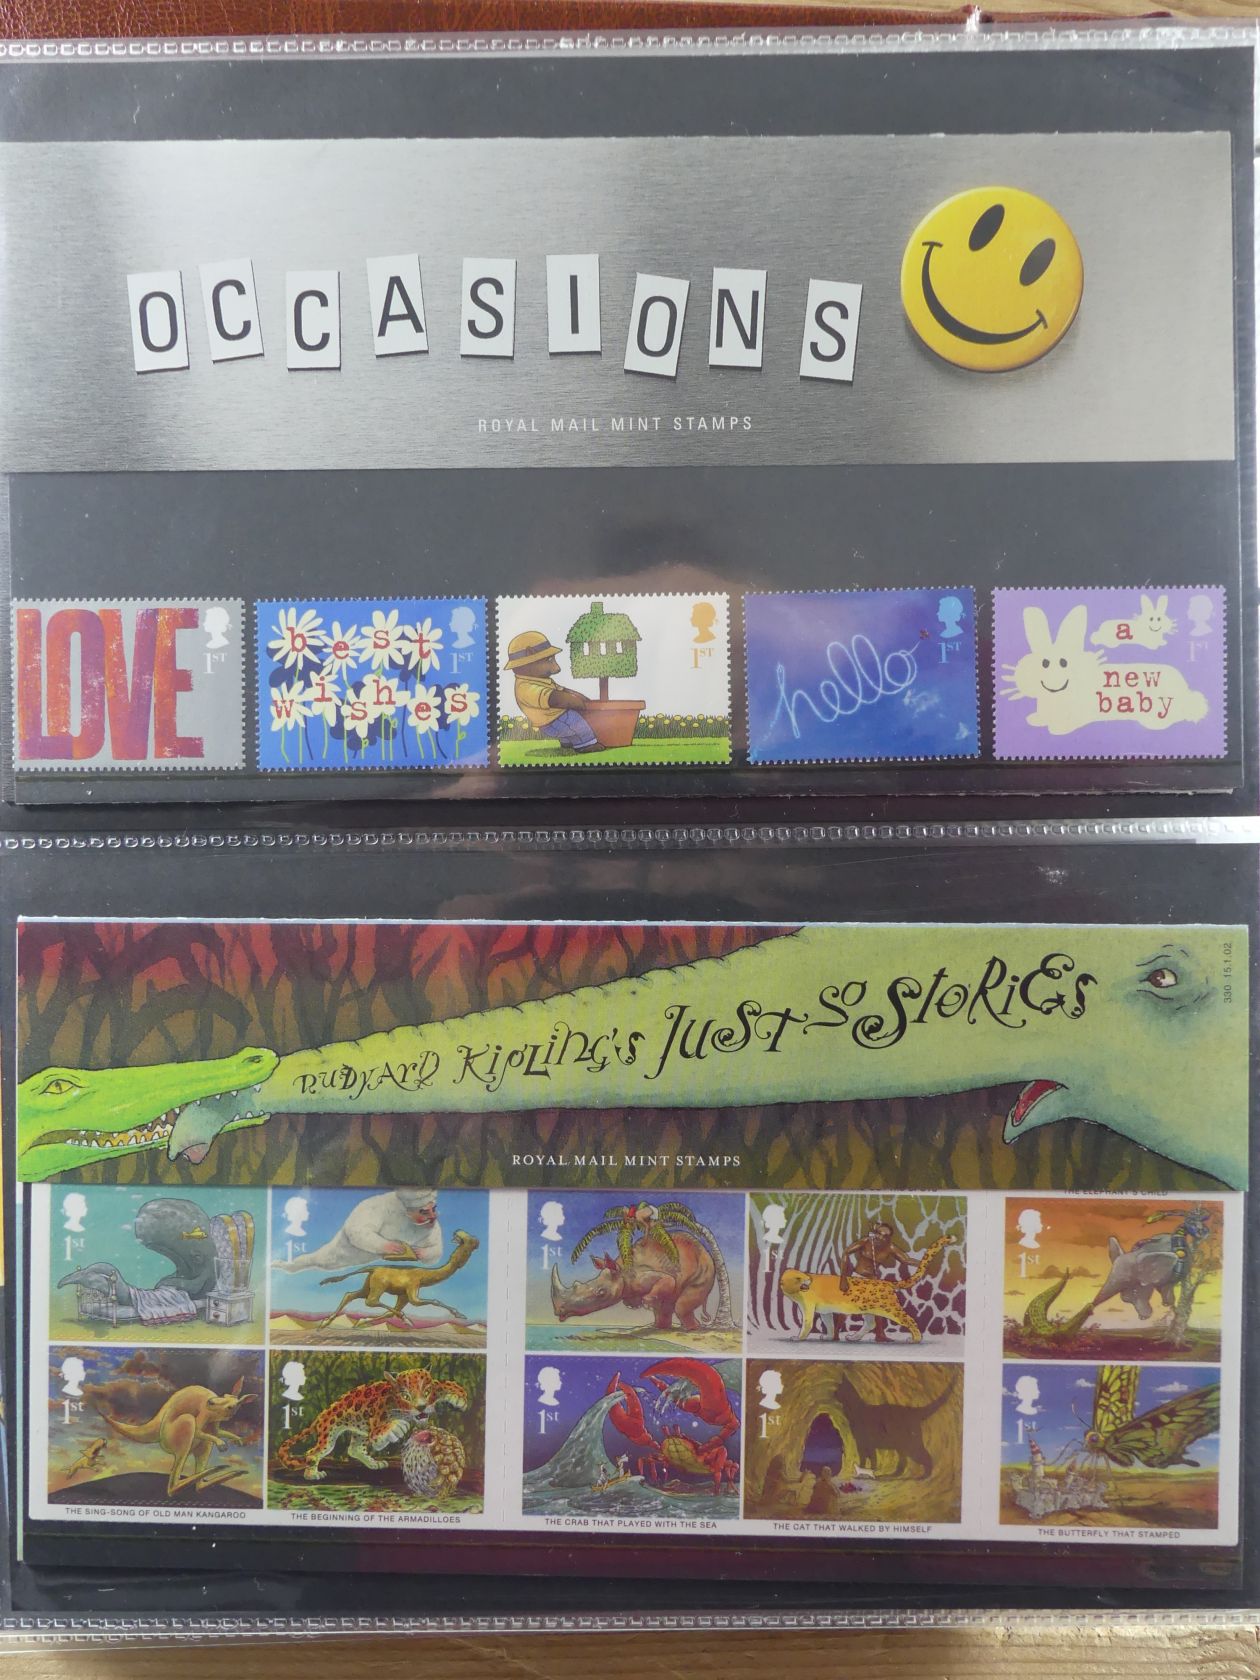 OCCASIONS
ROYAL MAIL MINT STAMPS
LOVE
1ST
best
wishes
1ST
1ST
hello
1ST
a
new
baby
1ST
330 15.1.02
RUDYARD KIPLING'S JUST SO STORIES
ROYAL MAIL MINT STAMPS
THE ELEPHANT'S CHILD
1st
1st
1st
1st
1st
1st
1st
1st
1st
1st
THE SING-SONG OF OLD MAN KANGAROO
THE BEGINNING OF THE ARMADILLOES
THE CRAB THAT PLAYED WITH THE SEA
THE CAT THAT WALKED BY HIMSELF
THE BUTTERFLY THAT STAMPED